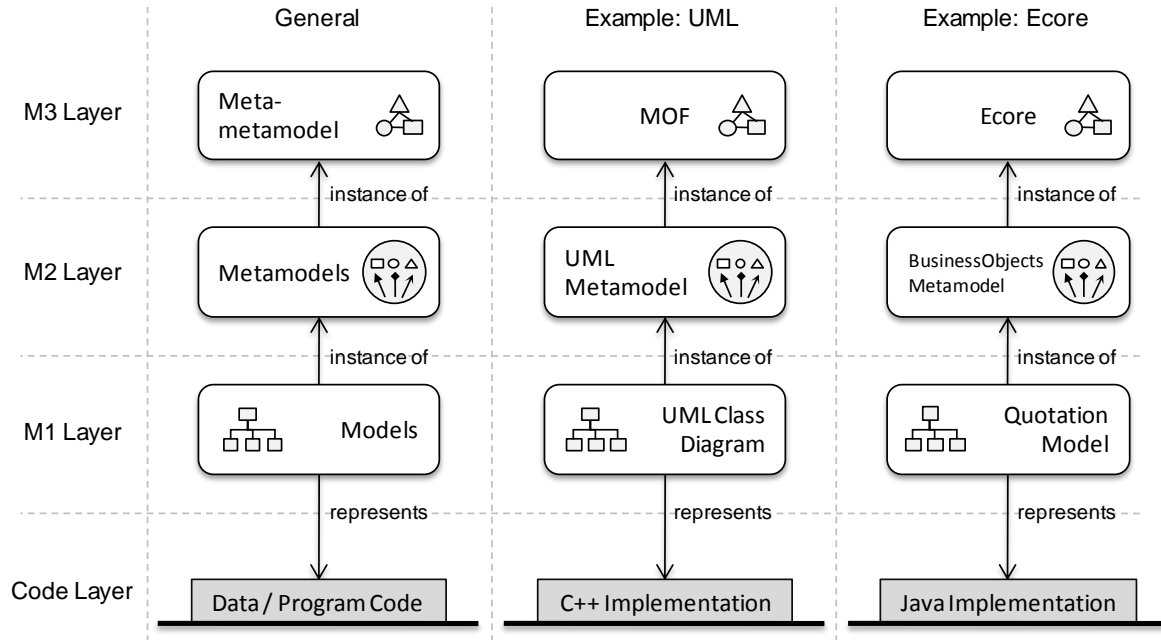 General
Example: UML
Example: Ecore
M3 Layer
Meta-
metamodel
MOF
Ecore
instance of
instance of
instance of
M2 Layer
Metamodels
UML
Metamodel
BusinessObjects
Metamodel
instance of
instance of
instance of
M1 Layer
Models
UML Class
Diagram
Quotation
Model
represents
represents
represents
Code Layer
Data / Program Code
C++ Implementation
Java Implementation